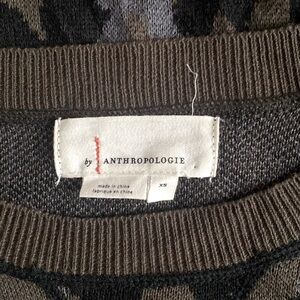 by ANTHROPOLOGIE
made in china
fabriqué en chine
XS